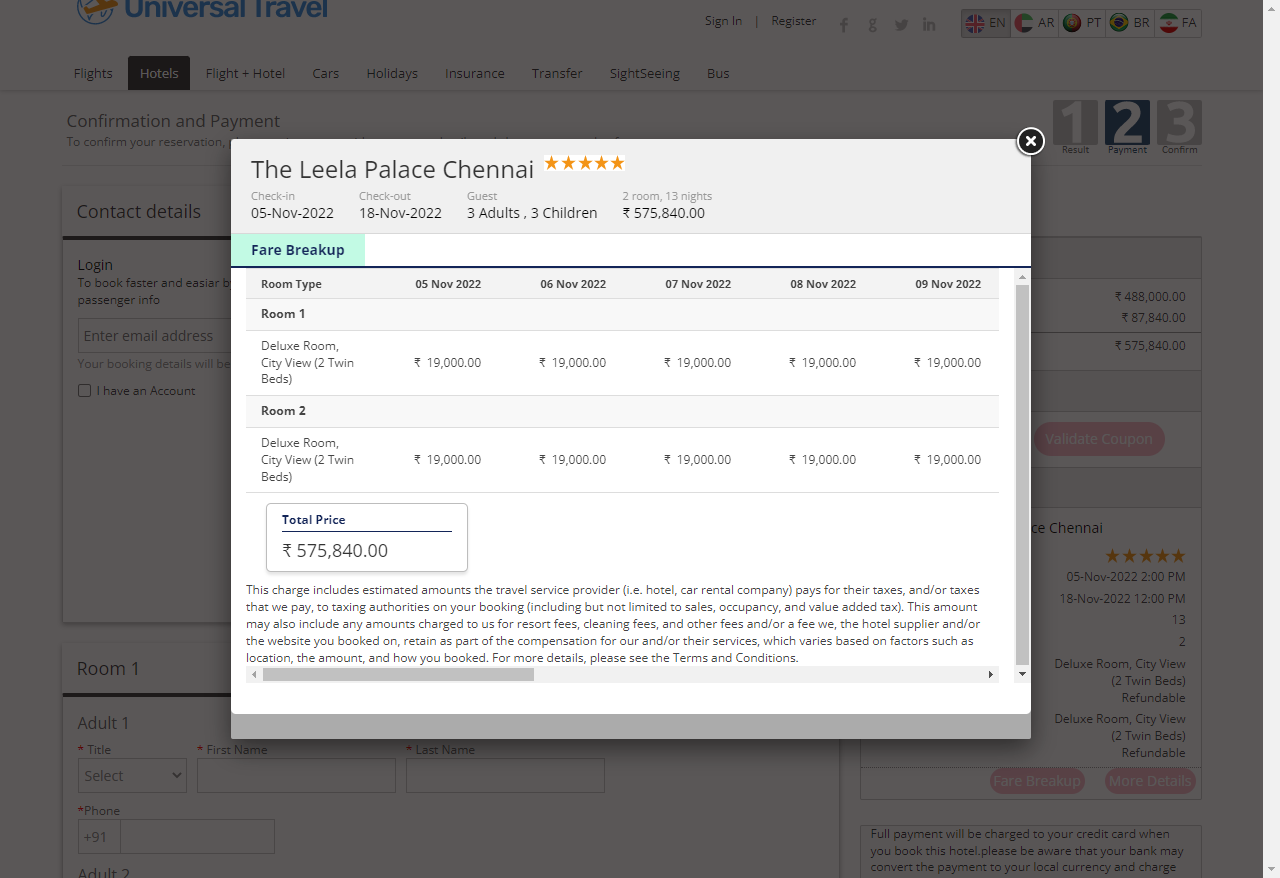 Universal Travel
Sign In | Register
EN AR PT BR FA
Flights Hotels Flight + Hotel Cars Holidays Insurance Transfer SightSeeing Bus
Confirmation and Payment
To confirm your reservation,
1 2 3
Result Payment Confirm
The Leela Palace Chennai
Check-in Check-out Guest 2 room, 13 nights
05-Nov-2022 18-Nov-2022 3 Adults , 3 Children ₹ 575,840.00
Fare Breakup
Room Type 05 Nov 2022 06 Nov 2022 07 Nov 2022 08 Nov 2022 09 Nov 2022
Room 1
Deluxe Room,
City View (2 Twin ₹ 19,000.00 ₹ 19,000.00 ₹ 19,000.00 ₹ 19,000.00 ₹ 19,000.00
Beds)
Room 2
Deluxe Room,
City View (2 Twin ₹ 19,000.00 ₹ 19,000.00 ₹ 19,000.00 ₹ 19,000.00 ₹ 19,000.00
Beds)
Total Price
₹ 575,840.00
This charge includes estimated amounts the travel service provider (i.e. hotel, car rental company) pays for their taxes, and/or taxes
that we pay, to taxing authorities on your booking (including but not limited to sales, occupancy, and value added tax). This amount
may also include any amounts charged to us for resort fees, cleaning fees, and other fees and/or a fee we, the hotel supplier and/or
the website you booked on, retain as part of the compensation for our and/or their services, which varies based on factors such as
location, the amount, and how you booked. For more details, please see the Terms and Conditions.
Contact details
Login
To book faster and easiar
passenger info
Enter email address
Your booking details will be
I have an Account
Room 1
Adult 1
* Title * First Name * Last Name
Select
*Phone
+91
Adult 2
₹ 488,000.00
₹ 87,840.00
₹ 575,840.00
Validate Coupon
ce Chennai
05-Nov-2022 2:00 PM
18-Nov-2022 12:00 PM
13
2
Deluxe Room, City View
(2 Twin Beds)
Refundable
Deluxe Room, City View
(2 Twin Beds)
Refundable
Fare Breakup More Details
Full payment will be charged to your credit card when
you book this hotel.please be aware that your bank may
convert the payment to your local currency and charge